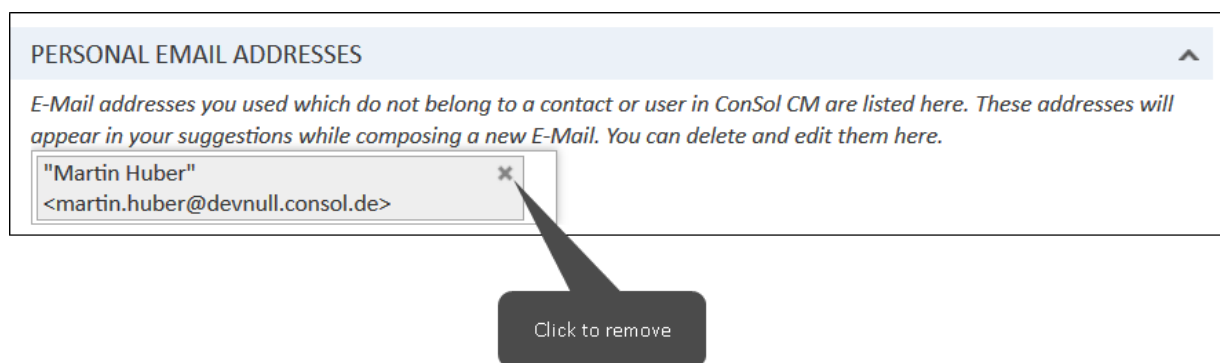 PERSONAL EMAIL ADDRESSES
E-Mail addresses you used which do not belong to a contact or user in ConSol CM are listed here. These addresses will
appear in your suggestions while composing a new E-Mail. You can delete and edit them here.
"Martin Huber"
<martin.huber@devnull.consol.de>
Click to remove